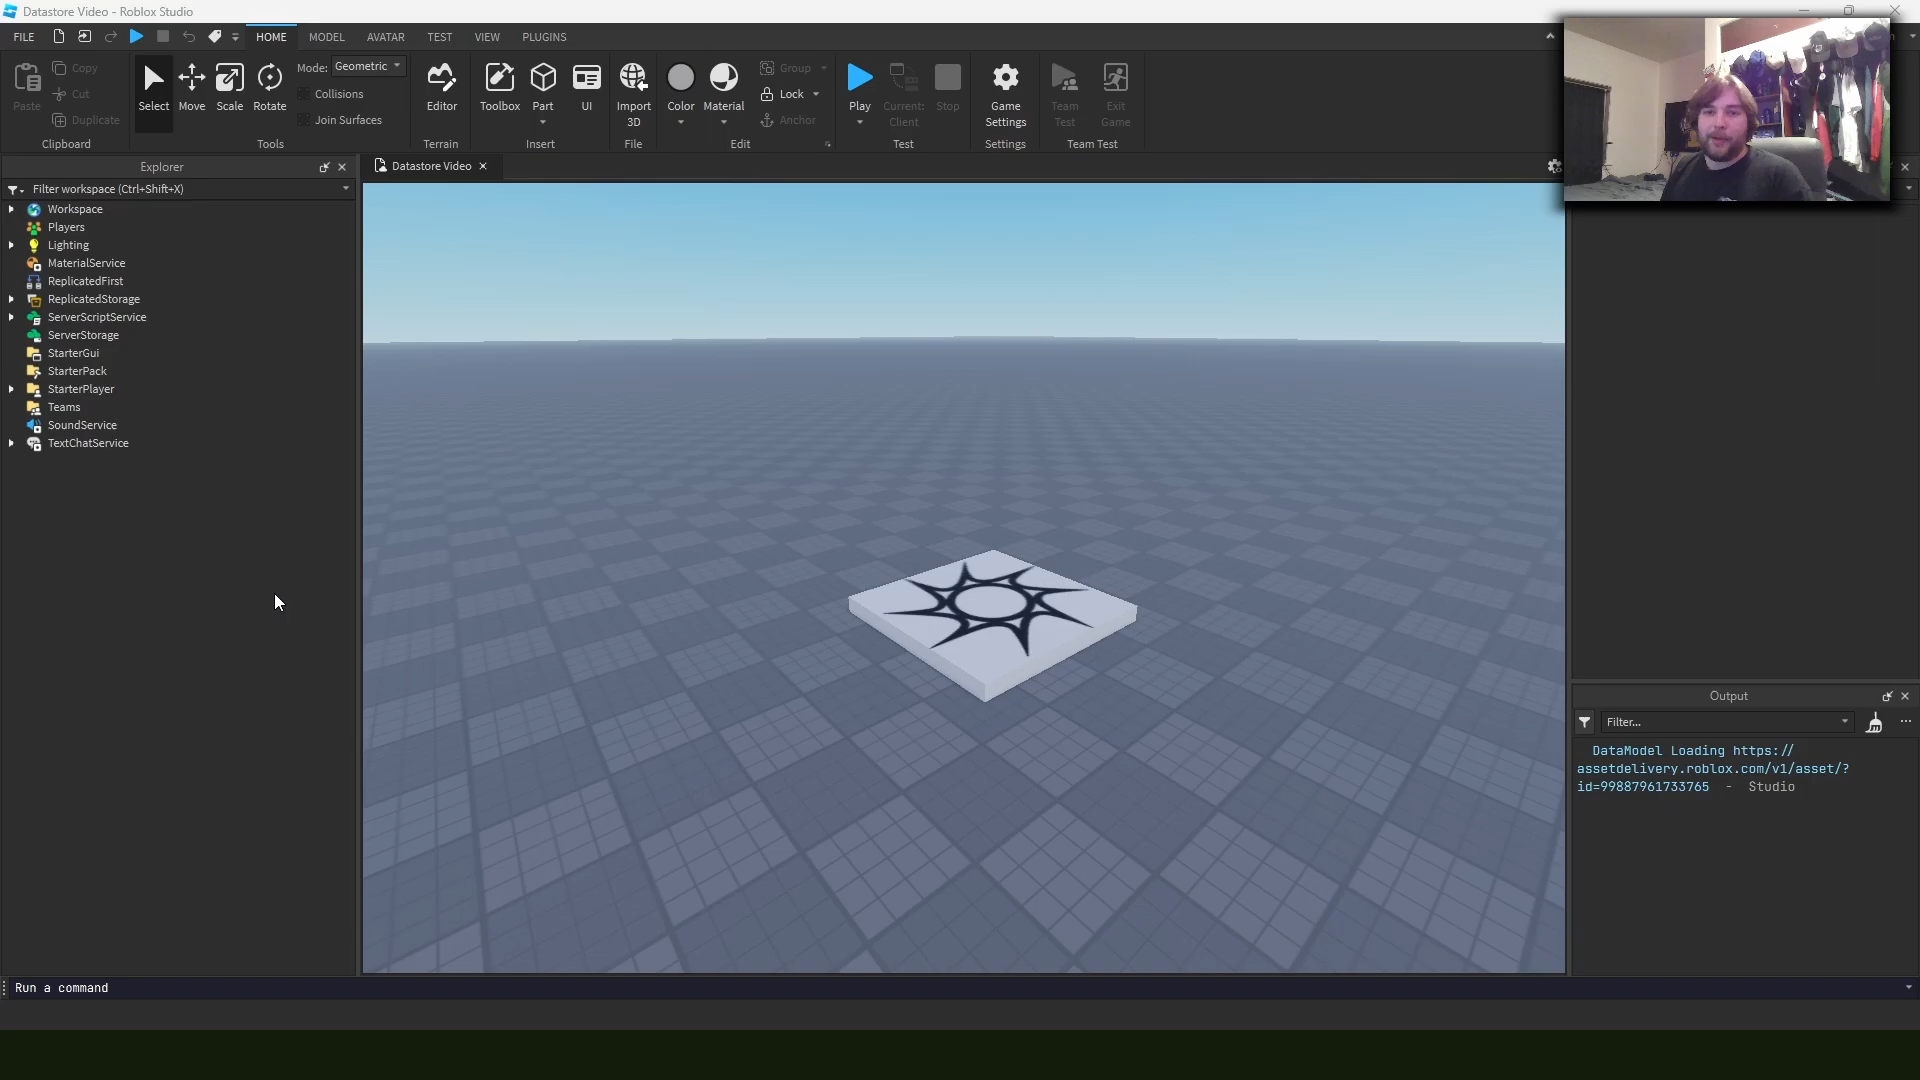 Datastore Video - Roblox Studio
FILE HOME MODEL AVATAR TEST VIEW PLUGINS
Paste
Copy
Cut
Duplicate
Clipboard
Select Move Scale Rotate
Mode: Geometric
Collisions
Join Surfaces
Tools
Editor
Terrain
Toolbox Part UI
Insert
Import
3D
File
Color Material
Group
Lock
Anchor
Edit
Play
Current:
Client
Stop
Test
Game
Settings
Settings
Team
Test
Exit
Game
Team Test
Explorer
Filter workspace (Ctrl+Shift+X)
Workspace
Players
Lighting
MaterialService
ReplicatedFirst
ReplicatedStorage
ServerScriptService
ServerStorage
StarterGui
StarterPack
StarterPlayer
Teams
SoundService
TextChatService
Datastore Video
Output
Filter...
DataModel Loading https://
assetdelivery.roblox.com/v1/asset/?
id=99887961733765 - Studio
Run a command